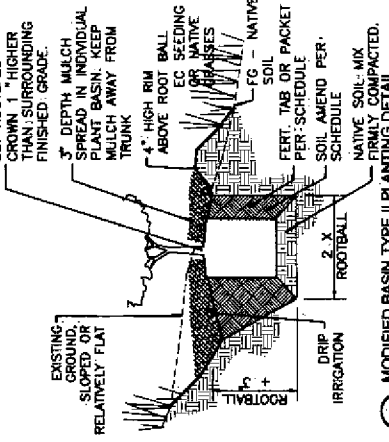 CROWN 1" HIGHER
THAN SURROUNDING
FINISHED GRADE.
3" DEPTH MULCH
SPREAD IN INDIVIDUAL
PLANT BASIN. KEEP
MULCH AWAY FROM
TRUNK
4" HIGH RIM
ABOVE ROOT BALL
EC SEEDING
OR NATIVE
GRASSES
FG - NATIVE
SOIL
FERT. TAB OR PACKET
PER SCHEDULE
SOIL AMEND PER
SCHEDULE
NATIVE SOIL MIX
FIRMLY COMPACTED.
EXISTING
GROUND,
SLOPED OR
RELATIVELY FLAT
ROOTBALL
+ 3"
DRIP
IRRIGATION
2 X
ROOTBALL
MODIFIED BASIN TYPE II PLANTING DETAIL